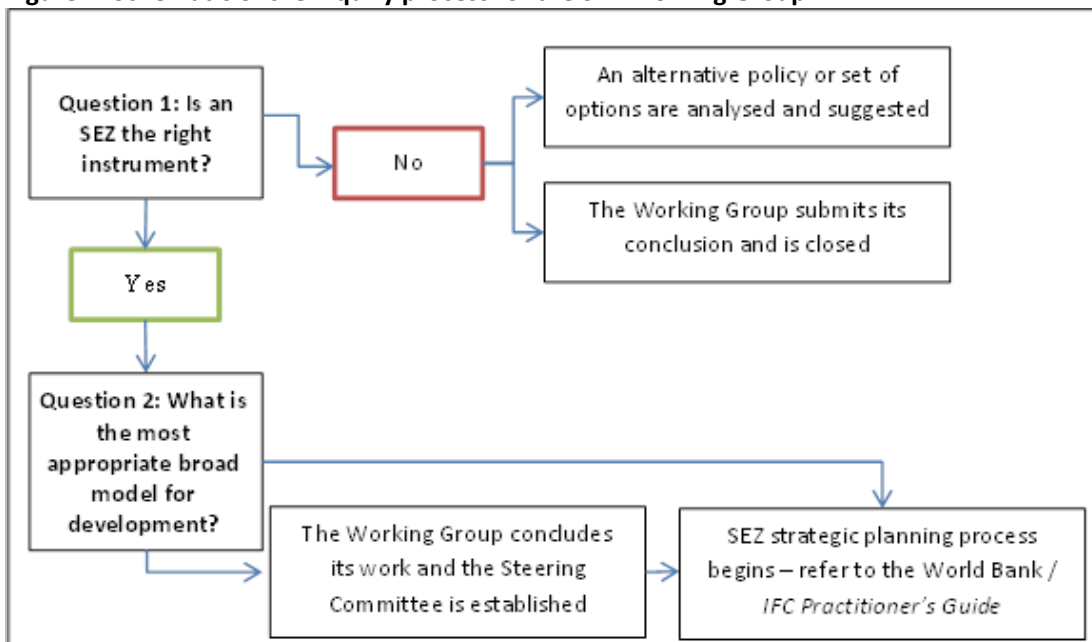 Question 1: Is an
SEZ the right
instrument?
No
An alternative policy or set of
options are analysed and suggested
The Working Group submits its
conclusion and is closed
Yes
Question 2: What is
the most
appropriate broad
model for
development?
The Working Group concludes
its work and the Steering
Committee is established
SEZ strategic planning process
begins – refer to the World Bank /
IFC Practitioner's Guide